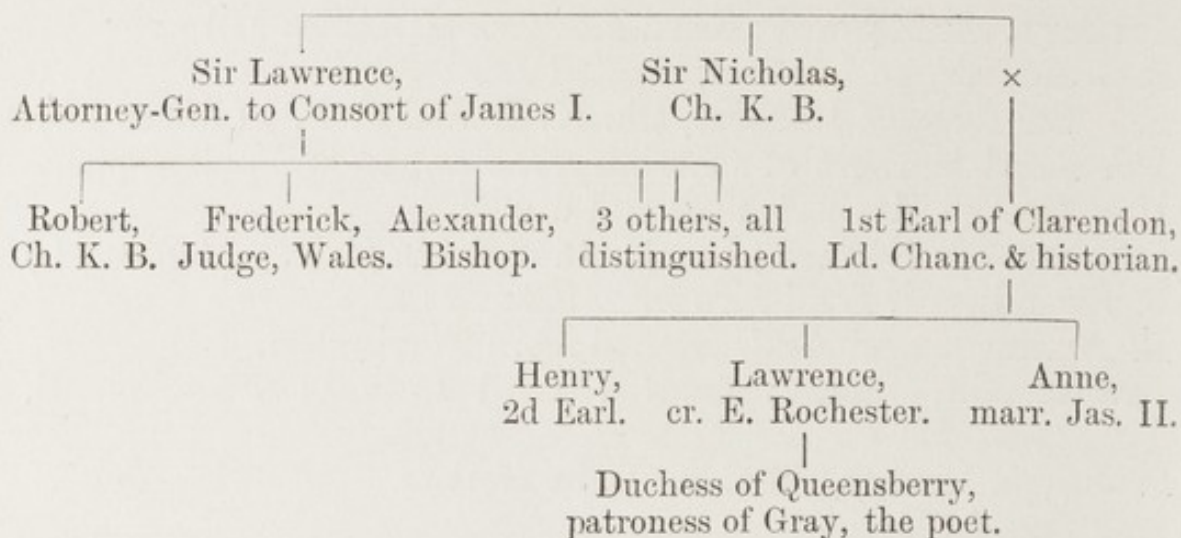 Sir Lawrence,
Attorney-Gen. to Consort of James I.
Sir Nicholas,
Ch. K. B.
×
Robert,
Ch. K. B.
Frederick,
Judge, Wales.
Alexander,
Bishop.
3 others, all
distinguished.
1st Earl of Clarendon,
Ld. Chanc. & historian.
Henry,
2d Earl.
Lawrence,
cr. E. Rochester.
Anne,
marr. Jas. II.
Duchess of Queensberry,
patroness of Gray, the poet.